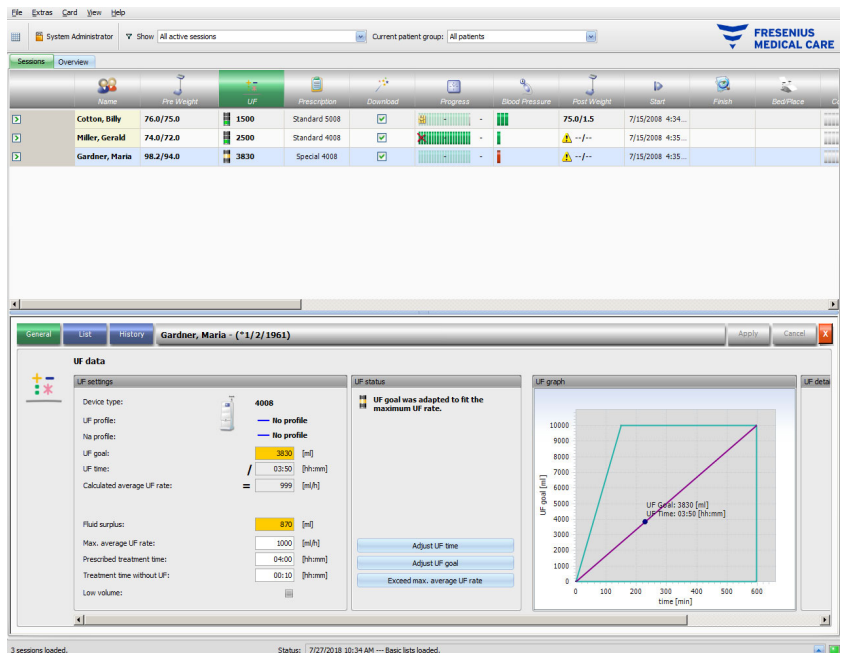 File Extras Card View Help
System Administrator Show All active sessions Current patient group: All patients
FRESENIUS
MEDICAL CARE
Sessions Overview
Name Pre Weight UF Prescription Download Progress Blood Pressure Post Weight Start Finish Bed/Place
Cotton, Billy 76.0/75.0 1500 Standard 5008 - - 75.0/1.5 7/15/2008 4:34...
Miller, Gerald 74.0/72.0 2500 Standard 4008 - - --/-- 7/15/2008 4:35...
Gardner, Maria 98.2/94.0 3830 Special 4008 - - --/-- 7/15/2008 4:35...
General List History Gardner, Maria - (*1/2/1961) Apply Cancel X
UF data
UF settings
Device type: 4008
UF profile: No profile
Na profile: No profile
UF goal: 3830 [ml]
UF time: / 03:50 [hh:mm]
Calculated average UF rate: = 999 [ml/h]
Fluid surplus: 870 [ml]
Max. average UF rate: 1000 [ml/h]
Prescribed treatment time: 04:00 [hh:mm]
Treatment time without UF: 00:10 [hh:mm]
Low volume:
UF status
UF goal was adapted to fit the
maximum UF rate.
Adjust UF time
Adjust UF goal
Exceed max. average UF rate
UF graph
UF goal [ml]
10000
9000
8000
7000
6000
5000
4000
3000
2000
1000
0
UF Goal: 3830 [ml]
UF Time: 03:50 [hh:mm]
0 100 200 300 400 500 600
time [min]
UF detai
3 sessions loaded. Status: 7/27/2018 10:34 AM --- Basic lists loaded.